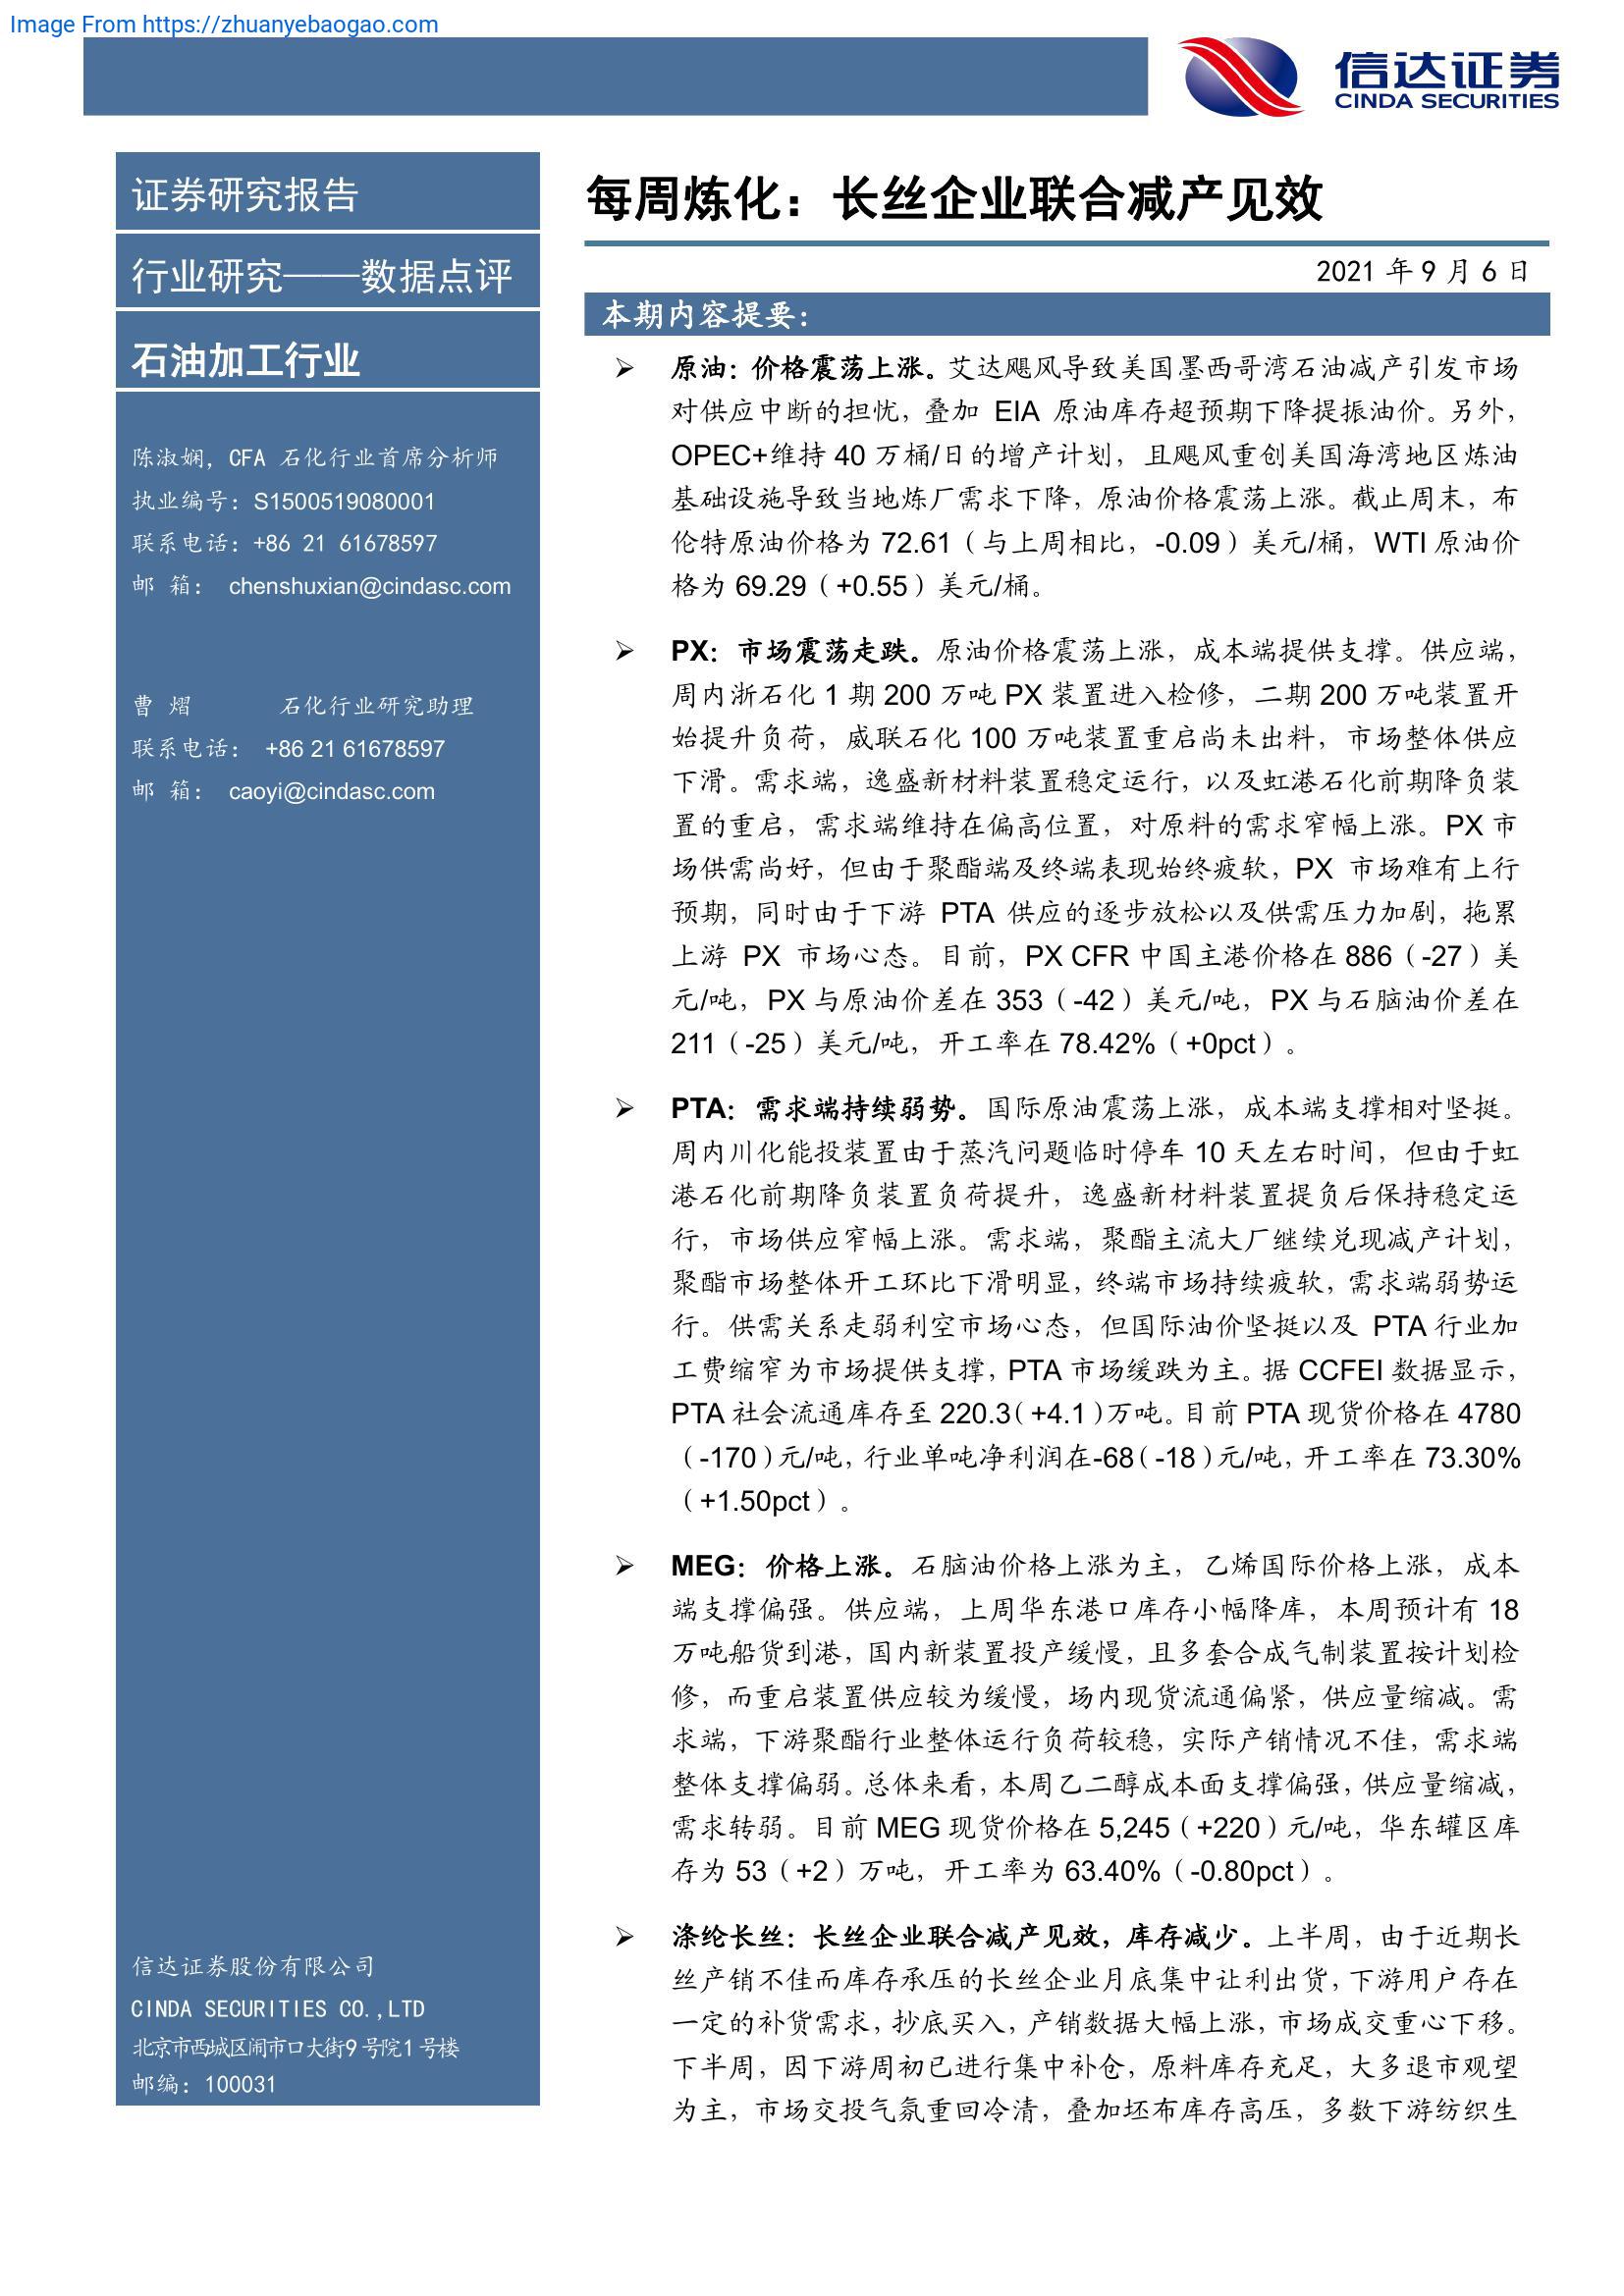 Image From https://zhuanyebaogao.com
信达证券
CINDA SECURITIES
证券研究报告
行业研究——数据点评
石油加工行业
陈淑娴，CFA 石化行业首席分析师
执业编号：S1500519080001
联系电话：+86 21 61678597
邮 箱： chenshuxian@cindasc.com
曹 熠 石化行业研究助理
联系电话： +86 21 61678597
邮 箱： caoyi@cindasc.com
信达证券股份有限公司
CINDA SECURITIES CO.,LTD
北京市西城区闹市口大街9号院1号楼
邮编：100031
每周炼化：长丝企业联合减产见效
2021 年 9 月 6 日
本期内容提要：
➢ 原油：价格震荡上涨。艾达飓风导致美国墨西哥湾石油减产引发市场
对供应中断的担忧，叠加 EIA 原油库存超预期下降提振油价。另外，
OPEC+维持 40 万桶/日的增产计划，且飓风重创美国海湾地区炼油
基础设施导致当地炼厂需求下降，原油价格震荡上涨。截止周末，布
伦特原油价格为 72.61（与上周相比，-0.09）美元/桶，WTI 原油价
格为 69.29（+0.55）美元/桶。
➢ PX：市场震荡走跌。原油价格震荡上涨，成本端提供支撑。供应端，
周内浙石化 1 期 200 万吨 PX 装置进入检修，二期 200 万吨装置开
始提升负荷，威联石化 100 万吨装置重启尚未出料，市场整体供应
下滑。需求端，逸盛新材料装置稳定运行，以及虹港石化前期降负装
置的重启，需求端维持在偏高位置，对原料的需求窄幅上涨。PX 市
场供需尚好，但由于聚酯端及终端表现始终疲软，PX 市场难有上行
预期，同时由于下游 PTA 供应的逐步放松以及供需压力加剧，拖累
上游 PX 市场心态。目前，PX CFR 中国主港价格在 886（-27）美
元/吨，PX 与原油价差在 353（-42）美元/吨，PX 与石脑油价差在
211（-25）美元/吨，开工率在 78.42%（+0pct）。
➢ PTA：需求端持续弱势。国际原油震荡上涨，成本端支撑相对坚挺。
周内川化能投装置由于蒸汽问题临时停车 10 天左右时间，但由于虹
港石化前期降负装置负荷提升，逸盛新材料装置提负后保持稳定运
行，市场供应窄幅上涨。需求端，聚酯主流大厂继续兑现减产计划，
聚酯市场整体开工环比下滑明显，终端市场持续疲软，需求端弱势运
行。供需关系走弱利空市场心态，但国际油价坚挺以及 PTA 行业加
工费缩窄为市场提供支撑，PTA 市场缓跌为主。据 CCFEI 数据显示，
PTA 社会流通库存至 220.3（+4.1）万吨。目前 PTA 现货价格在 4780
（-170）元/吨，行业单吨净利润在-68（-18）元/吨，开工率在 73.30%
（+1.50pct）。
➢ MEG：价格上涨。石脑油价格上涨为主，乙烯国际价格上涨，成本
端支撑偏强。供应端，上周华东港口库存小幅降库，本周预计有 18
万吨船货到港，国内新装置投产缓慢，且多套合成气制装置按计划检
修，而重启装置供应较为缓慢，场内现货流通偏紧，供应量缩减。需
求端，下游聚酯行业整体运行负荷较稳，实际产销情况不佳，需求端
整体支撑偏弱。总体来看，本周乙二醇成本面支撑偏强，供应量缩减，
需求转弱。目前 MEG 现货价格在 5,245（+220）元/吨，华东罐区库
存为 53（+2）万吨，开工率为 63.40%（-0.80pct）。
➢ 涤纶长丝：长丝企业联合减产见效，库存减少。上半周，由于近期长
丝产销不佳而库存承压的长丝企业月底集中让利出货，下游用户存在
一定的补货需求，抄底买入，产销数据大幅上涨，市场成交重心下移。
下半周，因下游周初已进行集中补仓，原料库存充足，大多退市观望
为主，市场交投气氛重回冷清，叠加坯布库存高压，多数下游纺织生